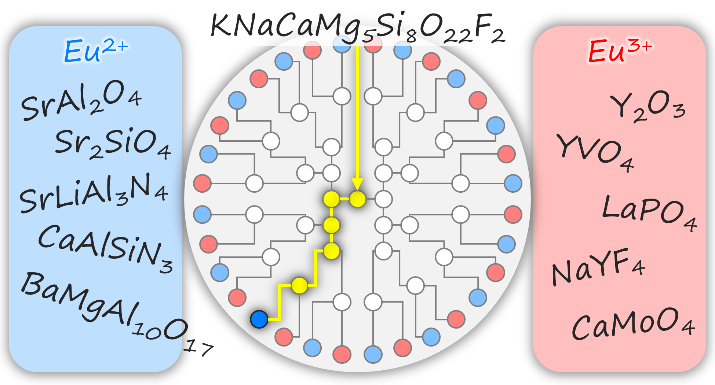 KNaCaMg₅Si₈O₂₂F₂
Eu²⁺
SrAl₂O₄
Sr₂SiO₄
SrLiAl₃N₄
CaAlSiN₃
BaMgAl₁₀O₁₇
Eu³⁺
Y₂O₃
YVO₄
LaPO₄
NaYF₄
CaMoO₄